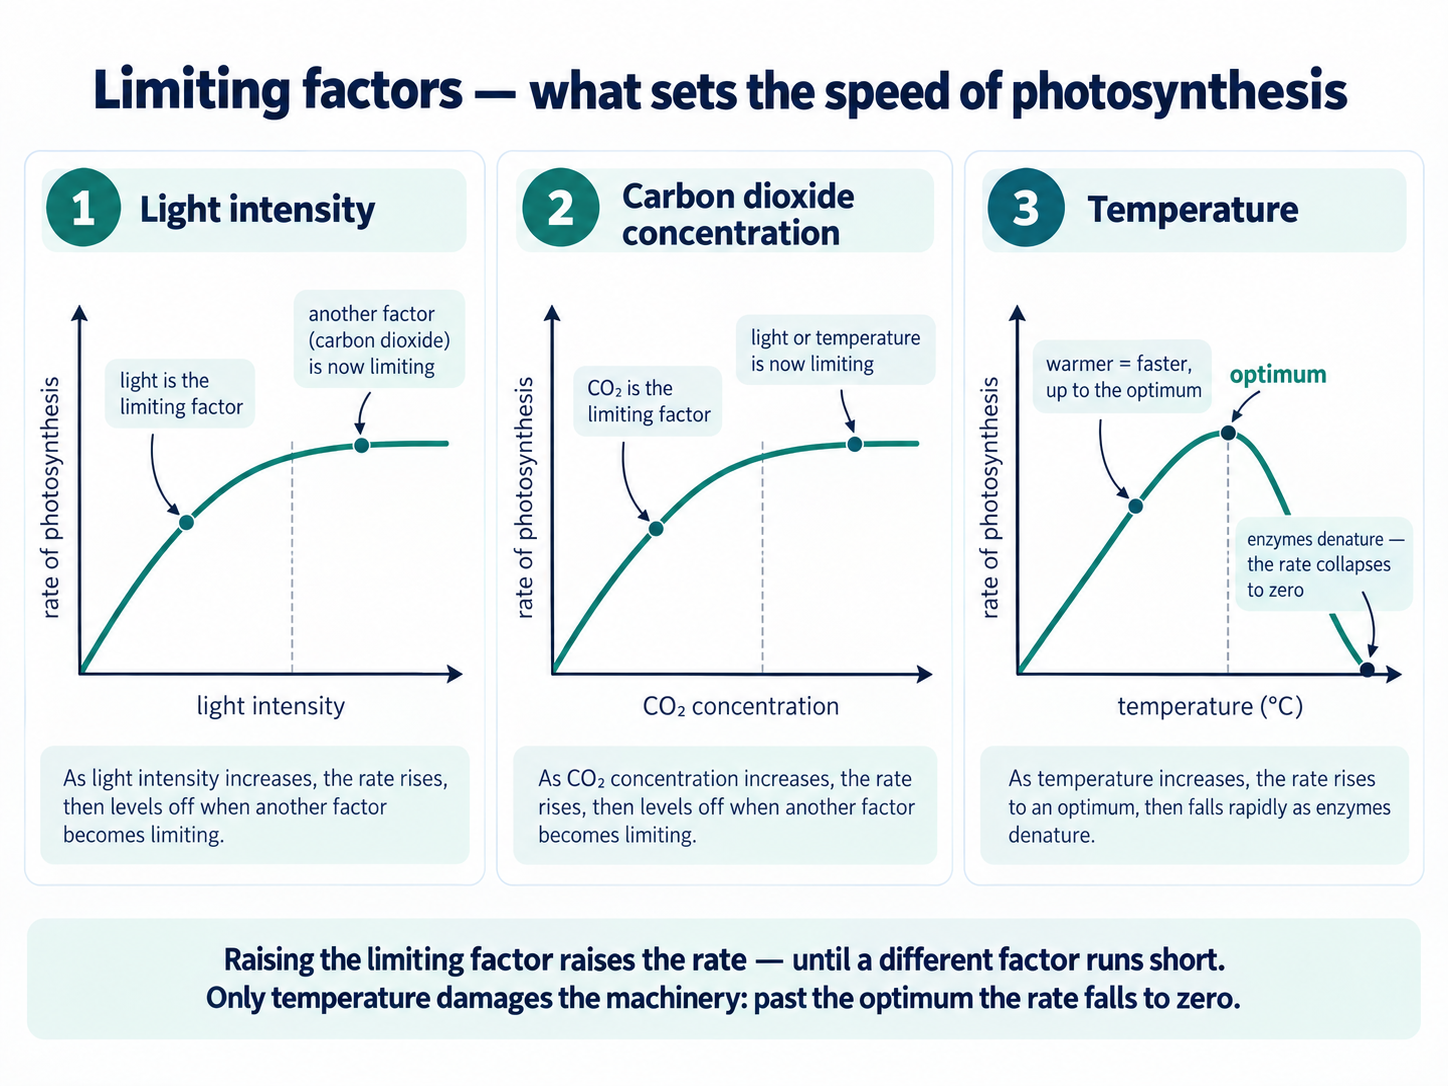 Limiting factors — what sets the speed of photosynthesis
1
Light intensity
another factor
(carbon dioxide)
is now limiting
light is the
limiting factor
rate of photosynthesis
light intensity
As light intensity increases, the rate rises,
then levels off when another factor
becomes limiting.
2
Carbon dioxide
concentration
light or temperature
is now limiting
CO₂ is the
limiting factor
rate of photosynthesis
CO₂ concentration
As CO₂ concentration increases, the rate
rises, then levels off when another factor
becomes limiting.
3
Temperature
warmer = faster,
up to the optimum
optimum
enzymes denature —
the rate collapses
to zero
rate of photosynthesis
temperature (°C)
As temperature increases, the rate rises
to an optimum, then falls rapidly as enzymes
denature.
Raising the limiting factor raises the rate — until a different factor runs short.
Only temperature damages the machinery: past the optimum the rate falls to zero.